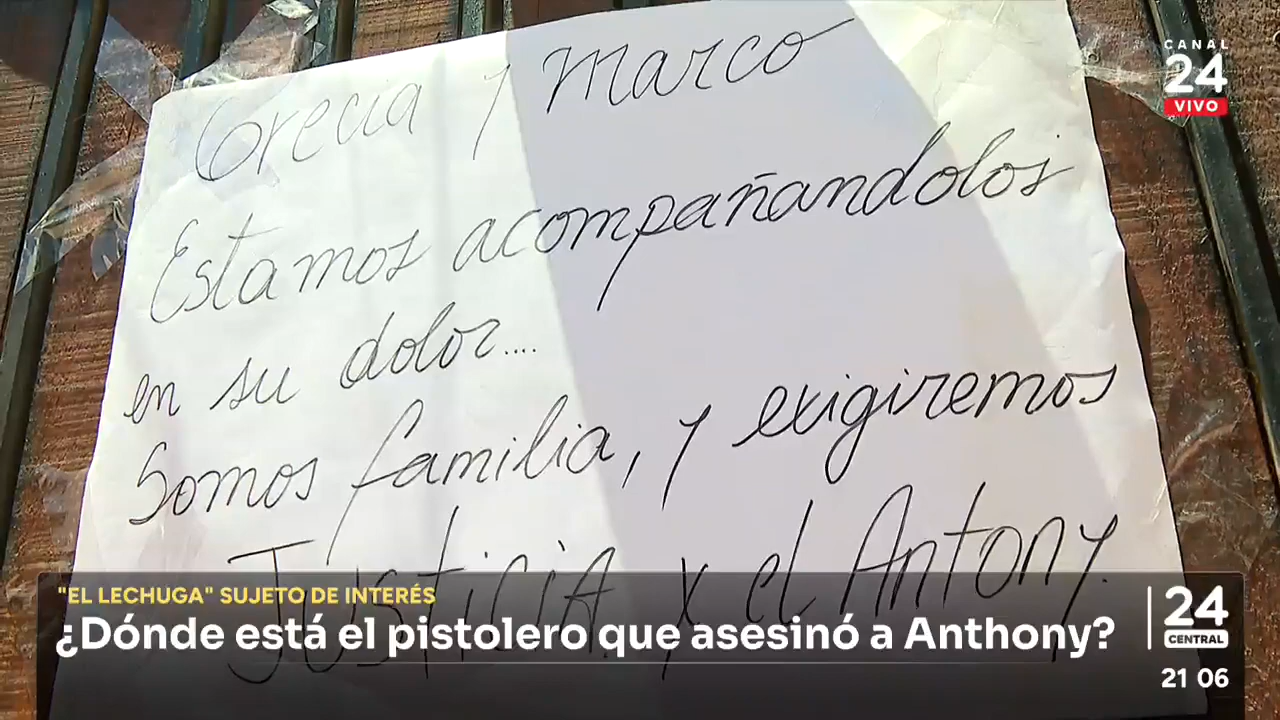 Grecia y Marco
Estamos acompañandolos
en su dolor....
Somos familia, y exigiremos
Justicia x el Antony.
CANAL
24
VIVO
"EL LECHUGA" SUJETO DE INTERÉS
¿Dónde está el pistolero que asesinó a Anthony?
24
CENTRAL
21 06